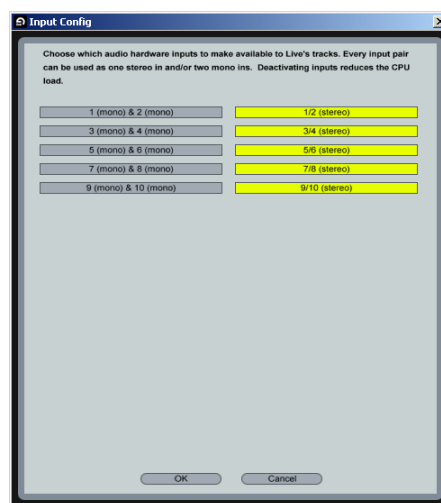 Input Config
Choose which audio hardware inputs to make available to Live's tracks. Every input pair
can be used as one stereo in and/or two mono ins. Deactivating inputs reduces the CPU
load.
1 (mono) & 2 (mono) 1/2 (stereo)
3 (mono) & 4 (mono) 3/4 (stereo)
5 (mono) & 6 (mono) 5/6 (stereo)
7 (mono) & 8 (mono) 7/8 (stereo)
9 (mono) & 10 (mono) 9/10 (stereo)
OK Cancel